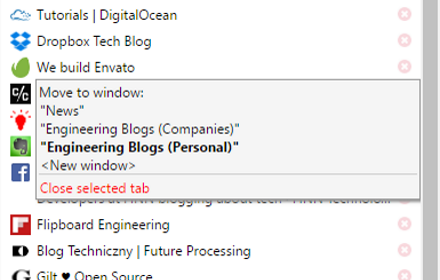 Tutorials | DigitalOcean
Dropbox Tech Blog
We build Envato
C/C
Move to window:
"News"
"Engineering Blogs (Companies)"
"Engineering Blogs (Personal)"
<New window>
Close selected tab
Flipboard Engineering
Blog Techniczny | Future Processing
Gilt ♥ Open Source